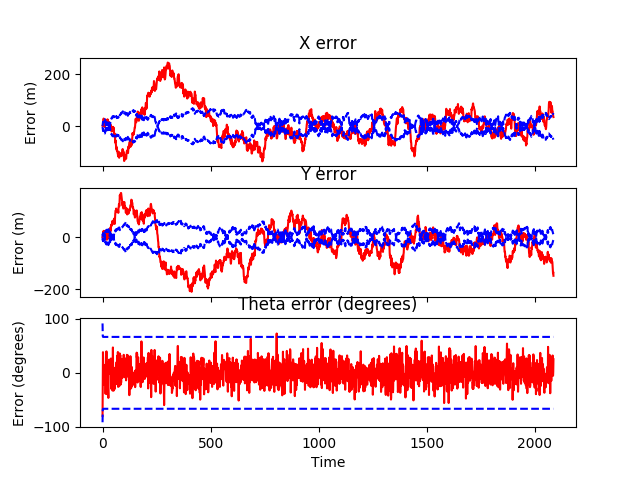 X error
Error (m)
200
0
Y error
Error (m)
0
−200
Theta error (degrees)
Error (degrees)
100
0
−100
0 500 1000 1500 2000
Time